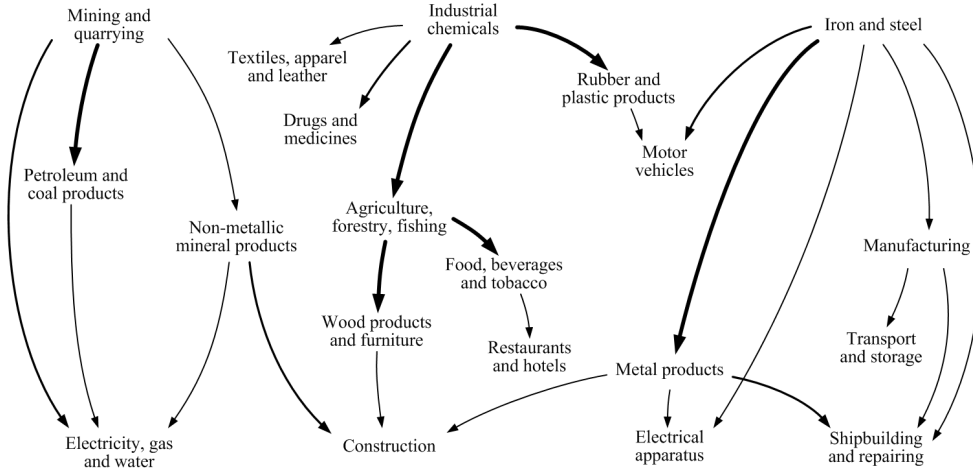 Mining and
quarrying
Industrial
chemicals
Iron and steel
Textiles, apparel
and leather
Rubber and
plastic products
Drugs and
medicines
Motor
vehicles
Petroleum and
coal products
Agriculture,
forestry, fishing
Non-metallic
mineral products
Manufacturing
Food, beverages
and tobacco
Wood products
and furniture
Restaurants
and hotels
Transport
and storage
Metal products
Electricity, gas
and water
Construction
Electrical
apparatus
Shipbuilding
and repairing